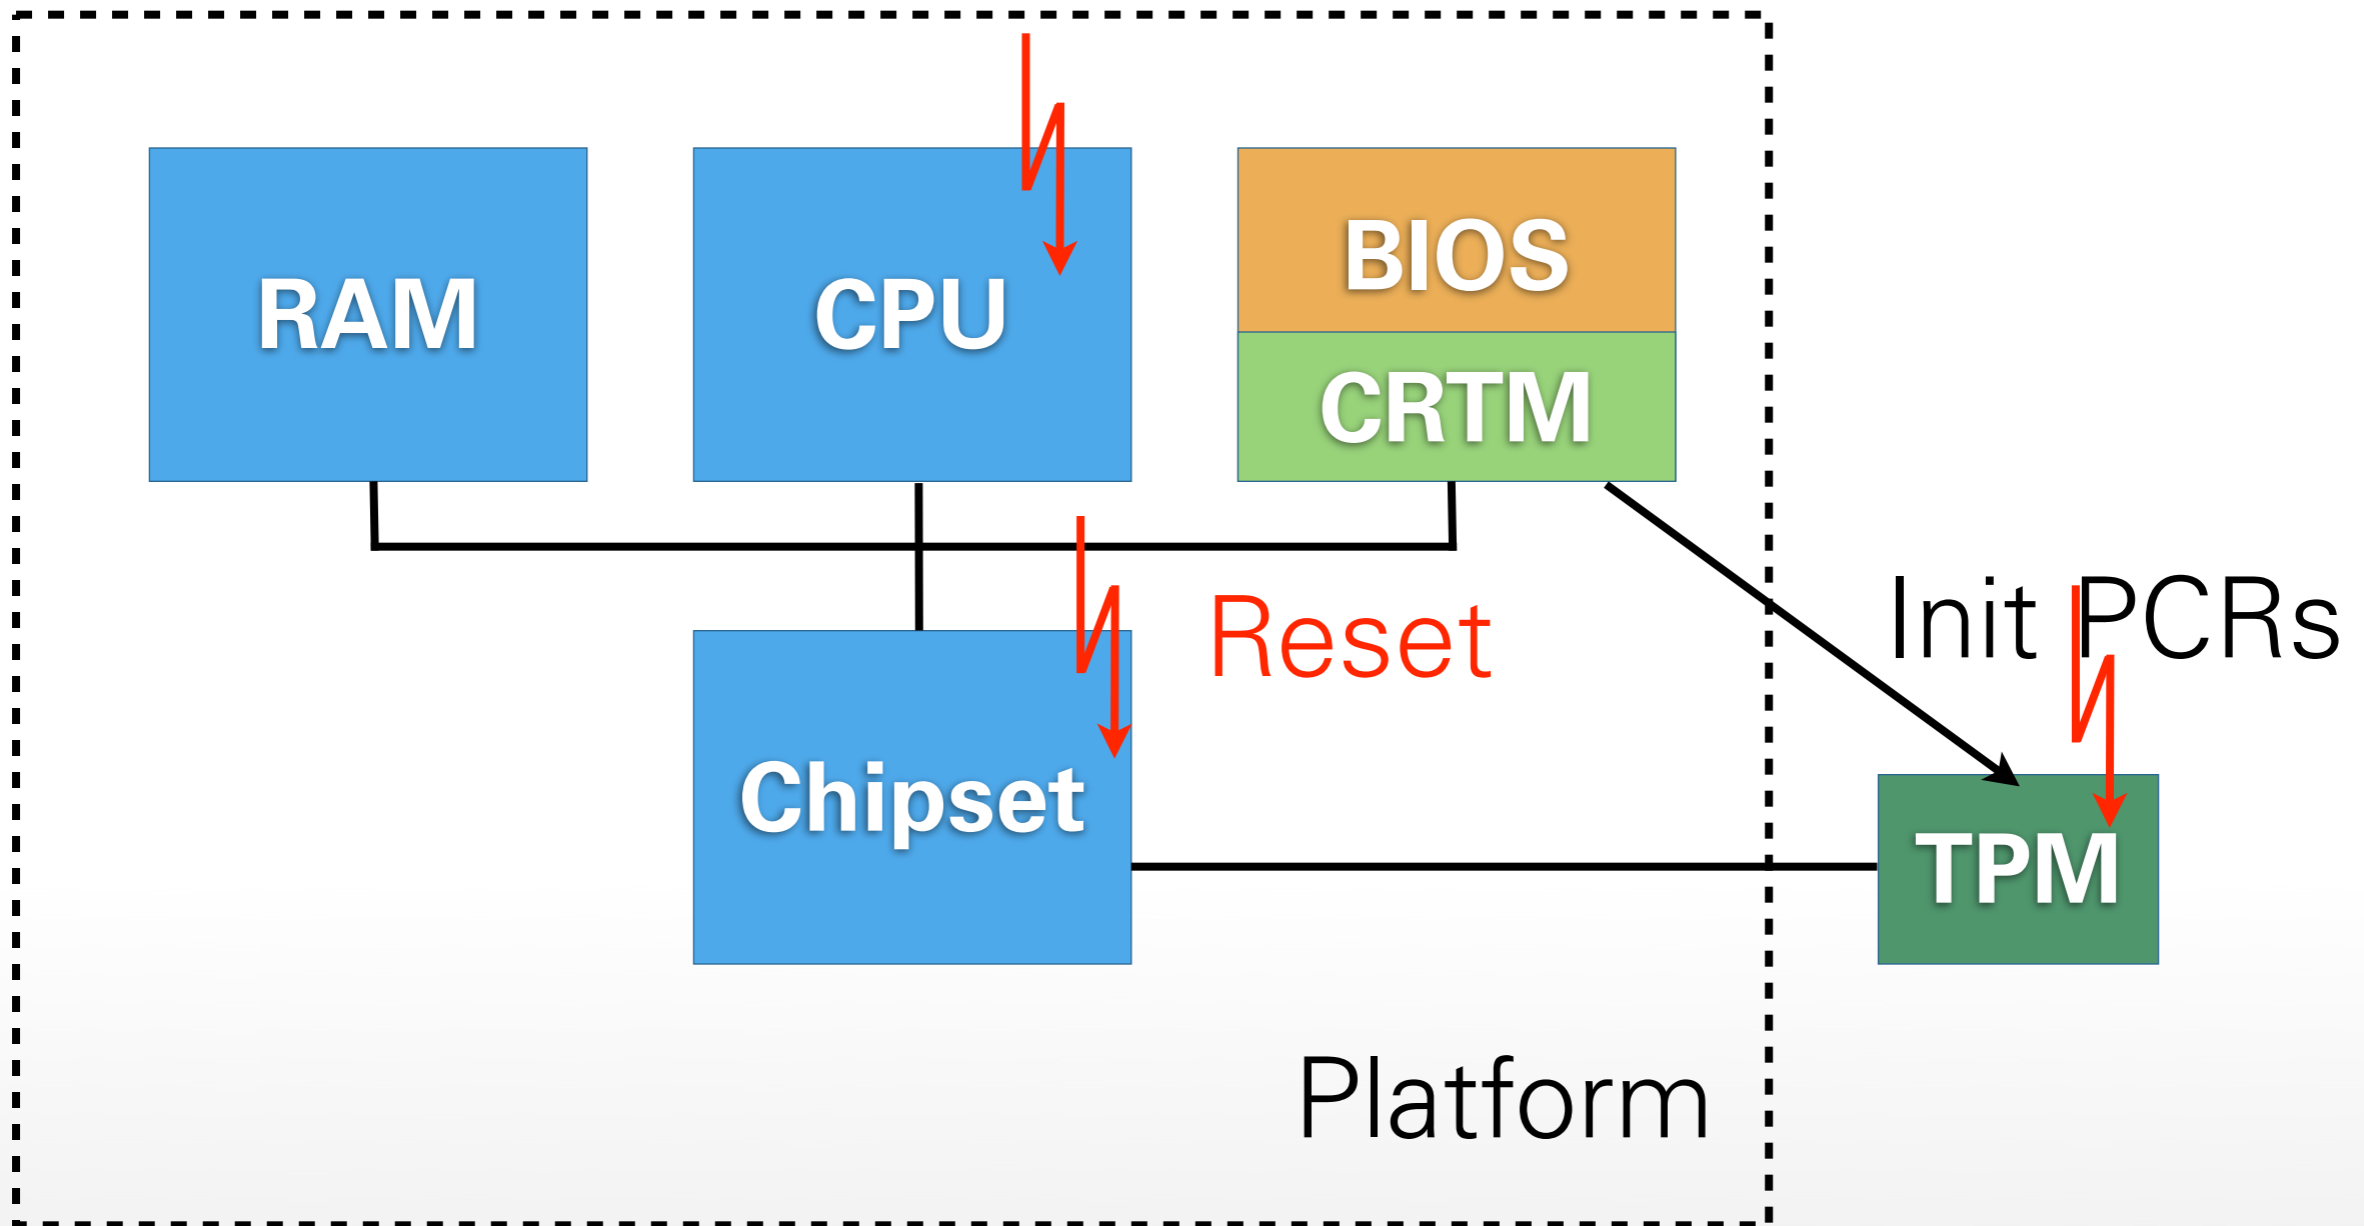 RAM
CPU
BIOS
CRTM
Reset
Init PCRs
Chipset
TPM
Platform